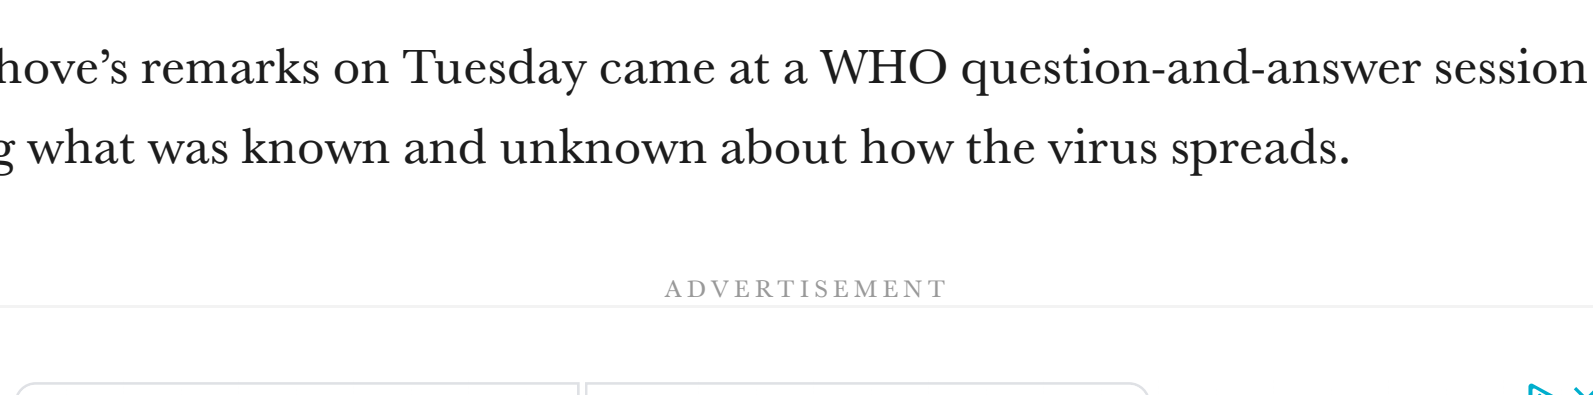 hove’s remarks on Tuesday came at a WHO question-and-answer session
g what was known and unknown about how the virus spreads.
ADVERTISEMENT